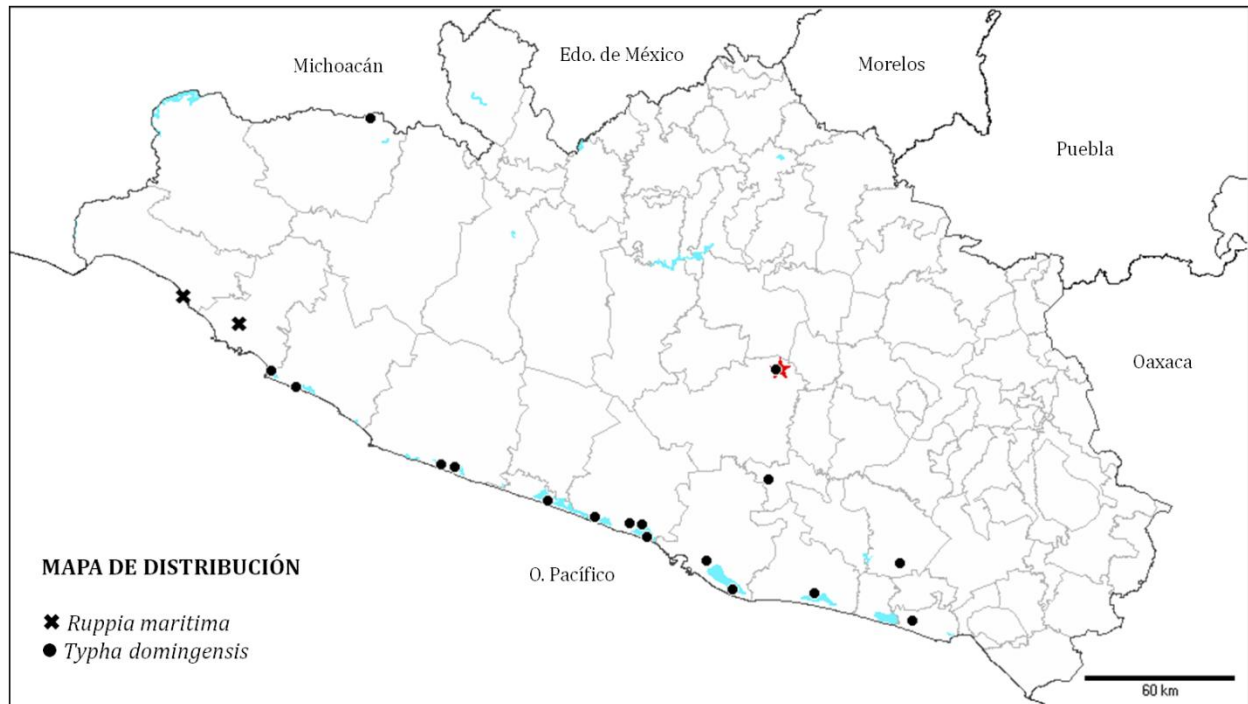 Edo. de México
Michoacán
Morelos
Puebla
Oaxaca
O. Pacífico
MAPA DE DISTRIBUCIÓN
Ruppia maritima
Typha domingensis
60 km